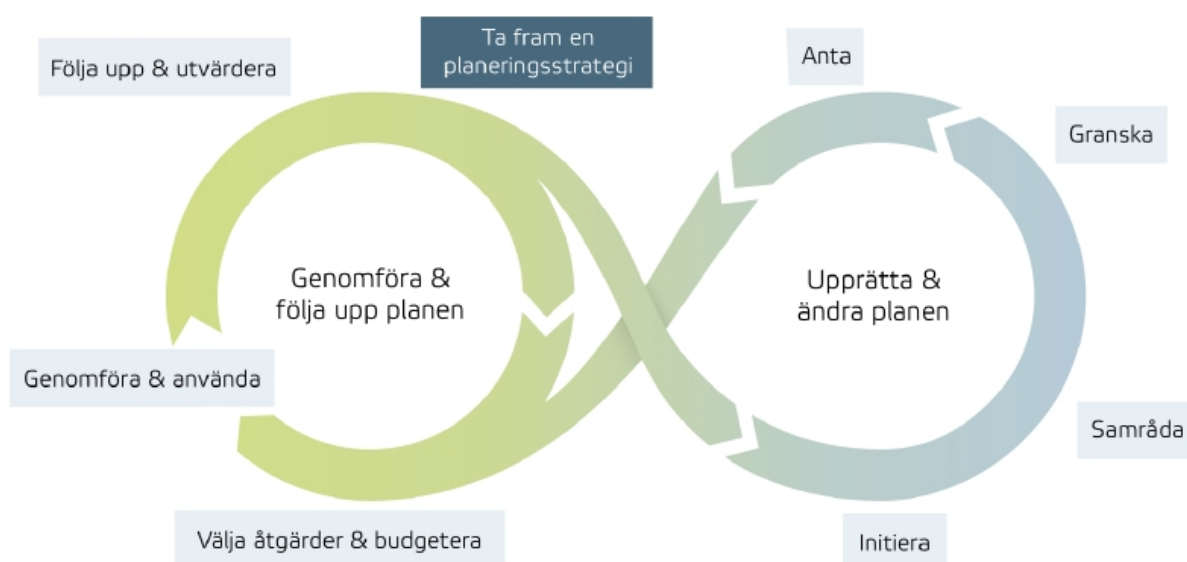 Ta fram en
planeringsstrategi
Följa upp & utvärdera
Anta
Granska
Genomföra &
följa upp planen
Upprätta &
ändra planen
Genomföra & använda
Samråda
Välja åtgärder & budgetera
Initiera